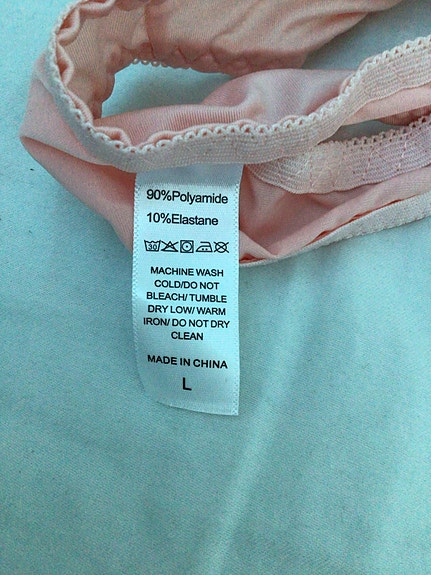 90%Polyamide
10%Elastane
30
MACHINE WASH
COLD/DO NOT
BLEACH/ TUMBLE
DRY LOW/ WARM
IRON/ DO NOT DRY
CLEAN
MADE IN CHINA
L